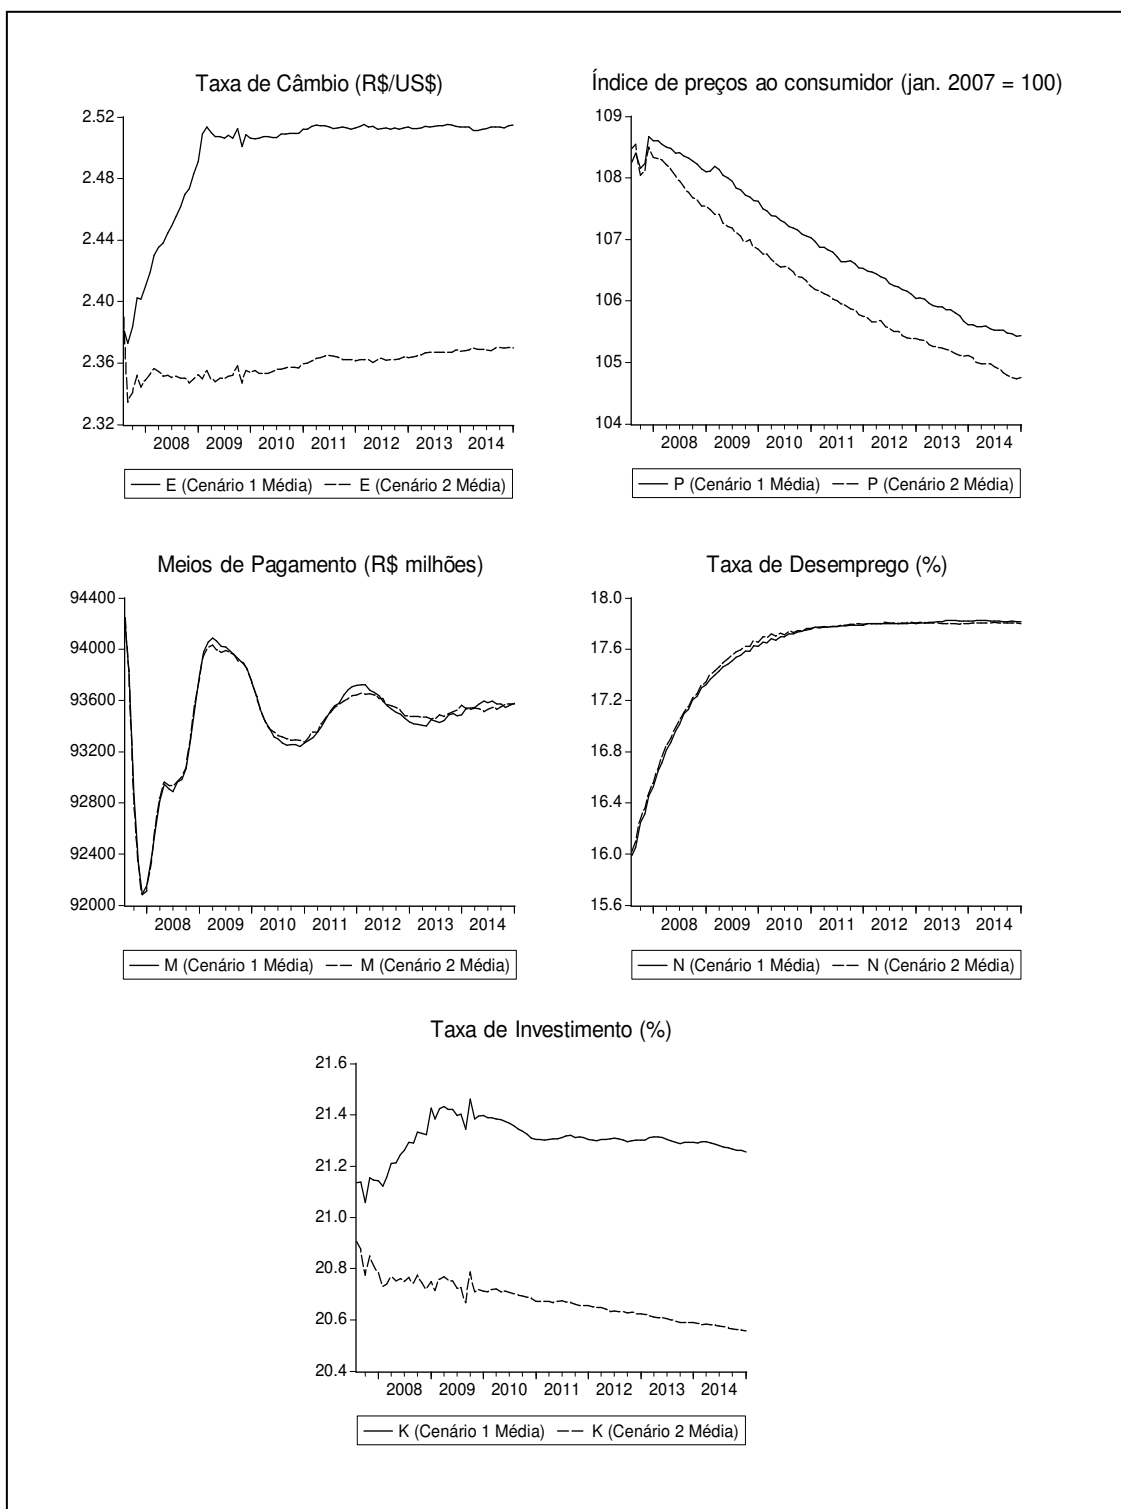 Taxa de Câmbio (R$/US$)
2.52
2.48
2.44
2.40
2.36
2.32
2008 2009 2010 2011 2012 2013 2014
E (Cenário 1 Média) E (Cenário 2 Média)
Índice de preços ao consumidor (jan. 2007 = 100)
109
108
107
106
105
104
2008 2009 2010 2011 2012 2013 2014
P (Cenário 1 Média) P (Cenário 2 Média)
Meios de Pagamento (R$ milhões)
94400
94000
93600
93200
92800
92400
92000
2008 2009 2010 2011 2012 2013 2014
M (Cenário 1 Média) M (Cenário 2 Média)
Taxa de Desemprego (%)
18.0
17.6
17.2
16.8
16.4
16.0
15.6
2008 2009 2010 2011 2012 2013 2014
N (Cenário 1 Média) N (Cenário 2 Média)
Taxa de Investimento (%)
21.6
21.4
21.2
21.0
20.8
20.6
20.4
2008 2009 2010 2011 2012 2013 2014
K (Cenário 1 Média) K (Cenário 2 Média)